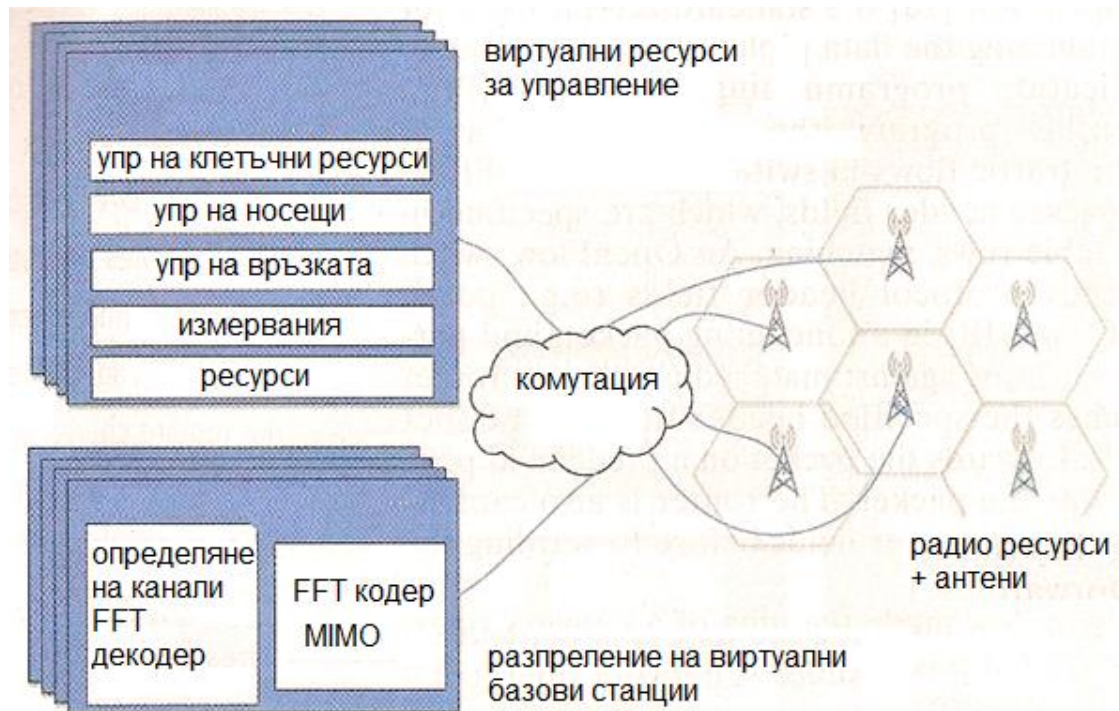 виртуални ресурси
за управление
упр на клетъчни ресурси
упр на носещи
упр на връзката
измервания
ресурси
комутация
определяне
на канали
FFT
декодер
FFT кодер
MIMO
радио ресурси
+ антени
разпреление на виртуални
базови станции